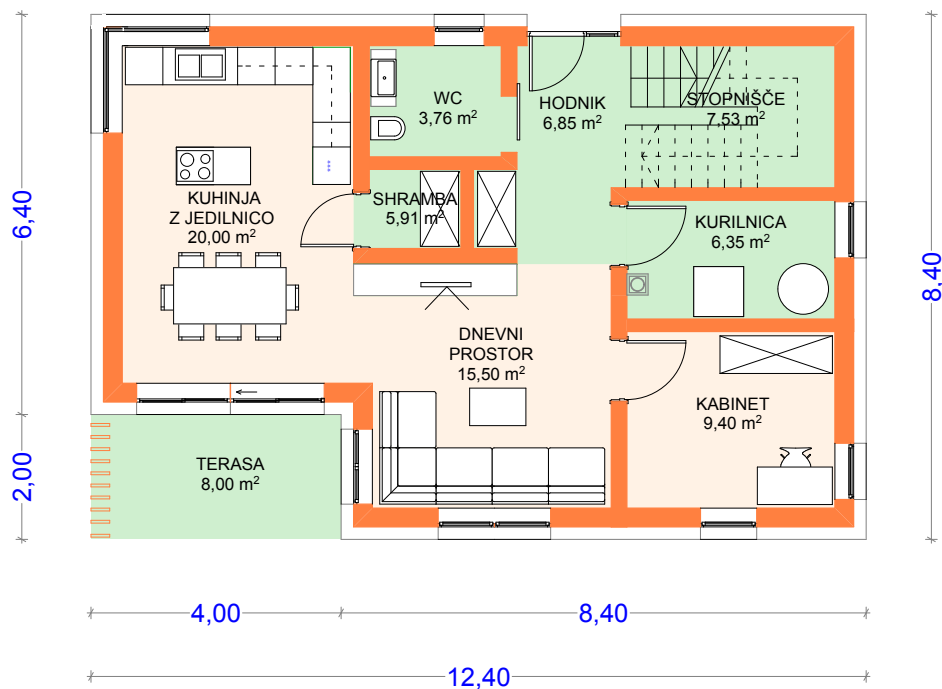 WC
3,76 m²
HODNIK
6,85 m²
STOPNIŠČE
7,53 m²
KUHINJA
Z JEDILNICO
20,00 m²
SHRAMBA
5,91 m²
KURILNICA
6,35 m²
DNEVNI
PROSTOR
15,50 m²
KABINET
9,40 m²
TERASA
8,00 m²
6,40
2,00
8,40
4,00
8,40
12,40